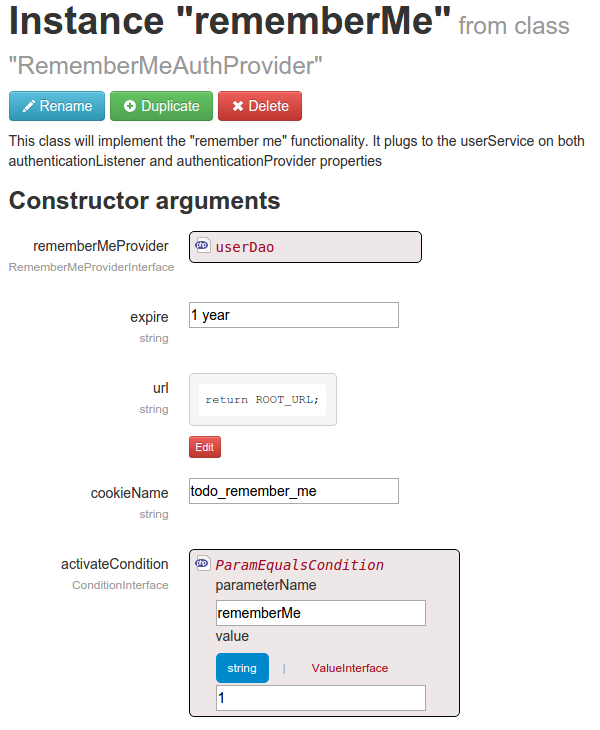 Instance "rememberMe" from class
"RememberMeAuthProvider"
Rename Duplicate Delete
This class will implement the "remember me" functionality. It plugs to the userService on both
authenticationListener and authenticationProvider properties
Constructor arguments
rememberMeProvider php userDao
RememberMeProviderInterface
expire 1 year
string
url return ROOT_URL;
string
Edit
cookieName todo_remember_me
string
activateCondition php ParamEqualsCondition
ConditionInterface parameterName
rememberMe
value
string | ValueInterface
1